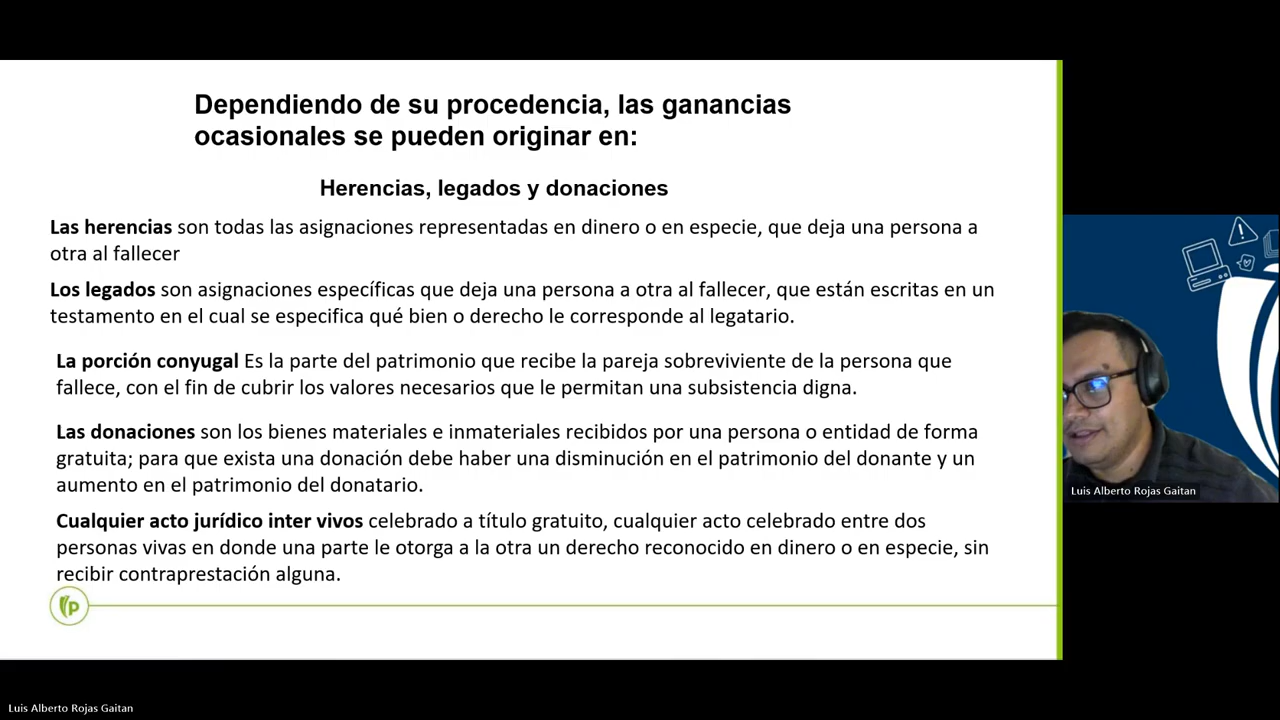 Dependiendo de su procedencia, las ganancias
ocasionales se pueden originar en:
Herencias, legados y donaciones
Las herencias son todas las asignaciones representadas en dinero o en especie, que deja una persona a
otra al fallecer
Los legados son asignaciones específicas que deja una persona a otra al fallecer, que están escritas en un
testamento en el cual se especifica qué bien o derecho le corresponde al legatario.
La porción conyugal Es la parte del patrimonio que recibe la pareja sobreviviente de la persona que
fallece, con el fin de cubrir los valores necesarios que le permitan una subsistencia digna.
Las donaciones son los bienes materiales e inmateriales recibidos por una persona o entidad de forma
gratuita; para que exista una donación debe haber una disminución en el patrimonio del donante y un
aumento en el patrimonio del donatario.
Cualquier acto jurídico inter vivos celebrado a título gratuito, cualquier acto celebrado entre dos
personas vivas en donde una parte le otorga a la otra un derecho reconocido en dinero o en especie, sin
recibir contraprestación alguna.
P
Luis Alberto Rojas Gaitan
Luis Alberto Rojas Gaitan